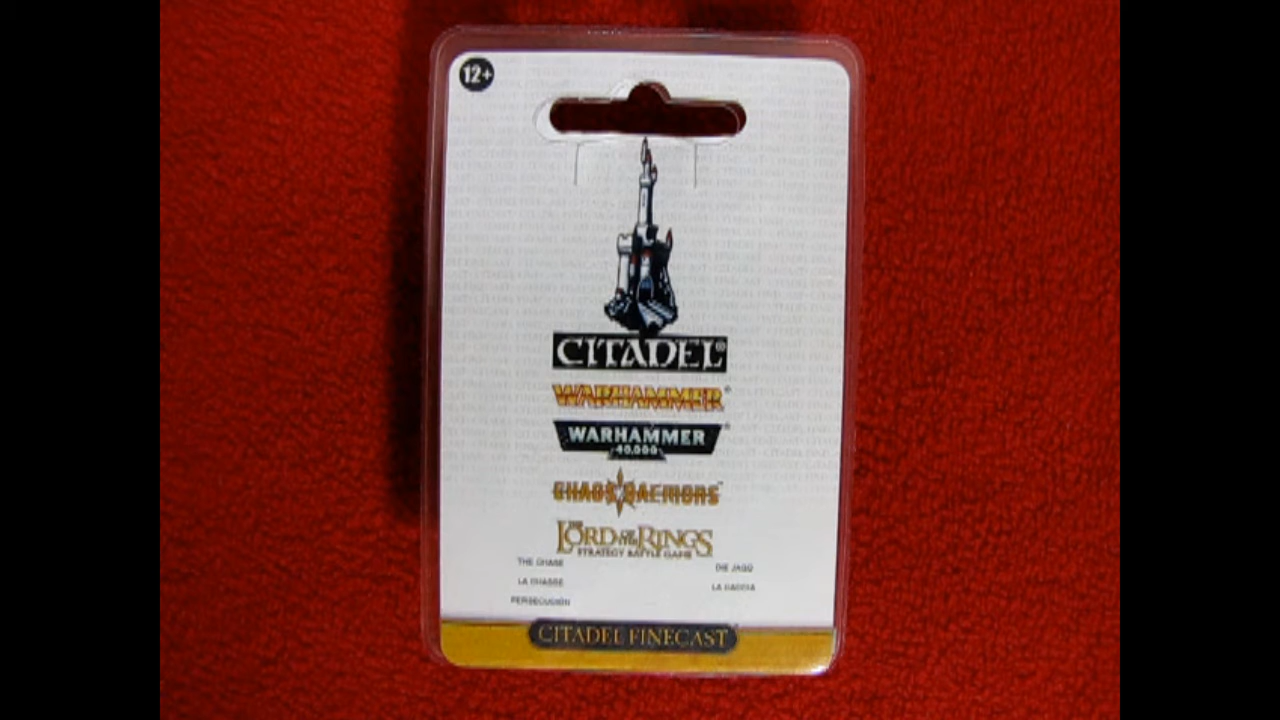 12+
CITADEL®
WARHAMMER®
WARHAMMER®
40,000
CHAOS DAEMONS™
THE LORD OF THE RINGS
STRATEGY BATTLE GAME
THE CHASE
DIE JAGD
LA CHASSE
LA CACCIA
PERSECUCIÓN
CITADEL FINECAST